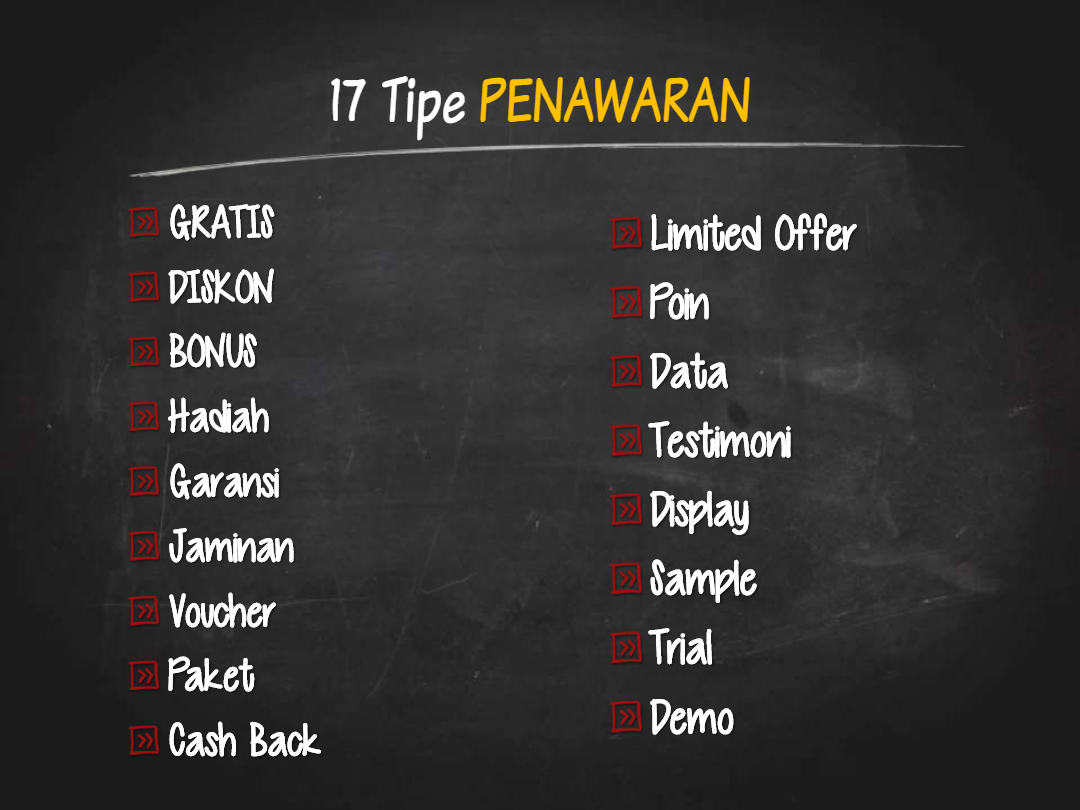 17 Tipe PENAWARAN
GRATIS
DISKON
BONUS
Hadiah
Garansi
Jaminan
Voucher
Paket
Cash Back
Limited Offer
Poin
Data
Testimoni
Display
Sample
Trial
Demo